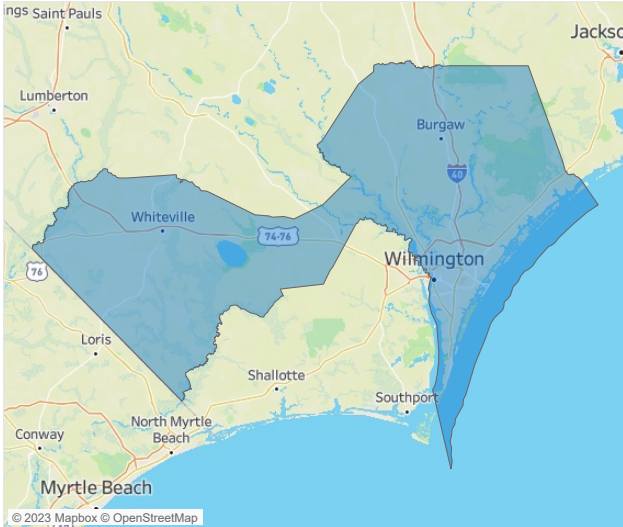 ings
Saint Pauls
Jackso
Lumberton
Burgaw
40
Whiteville
74-76
76
Wilmington
Loris
Shallotte
Southport
North Myrtle
Beach
Conway
Myrtle Beach
© 2023 Mapbox © OpenStreetMap